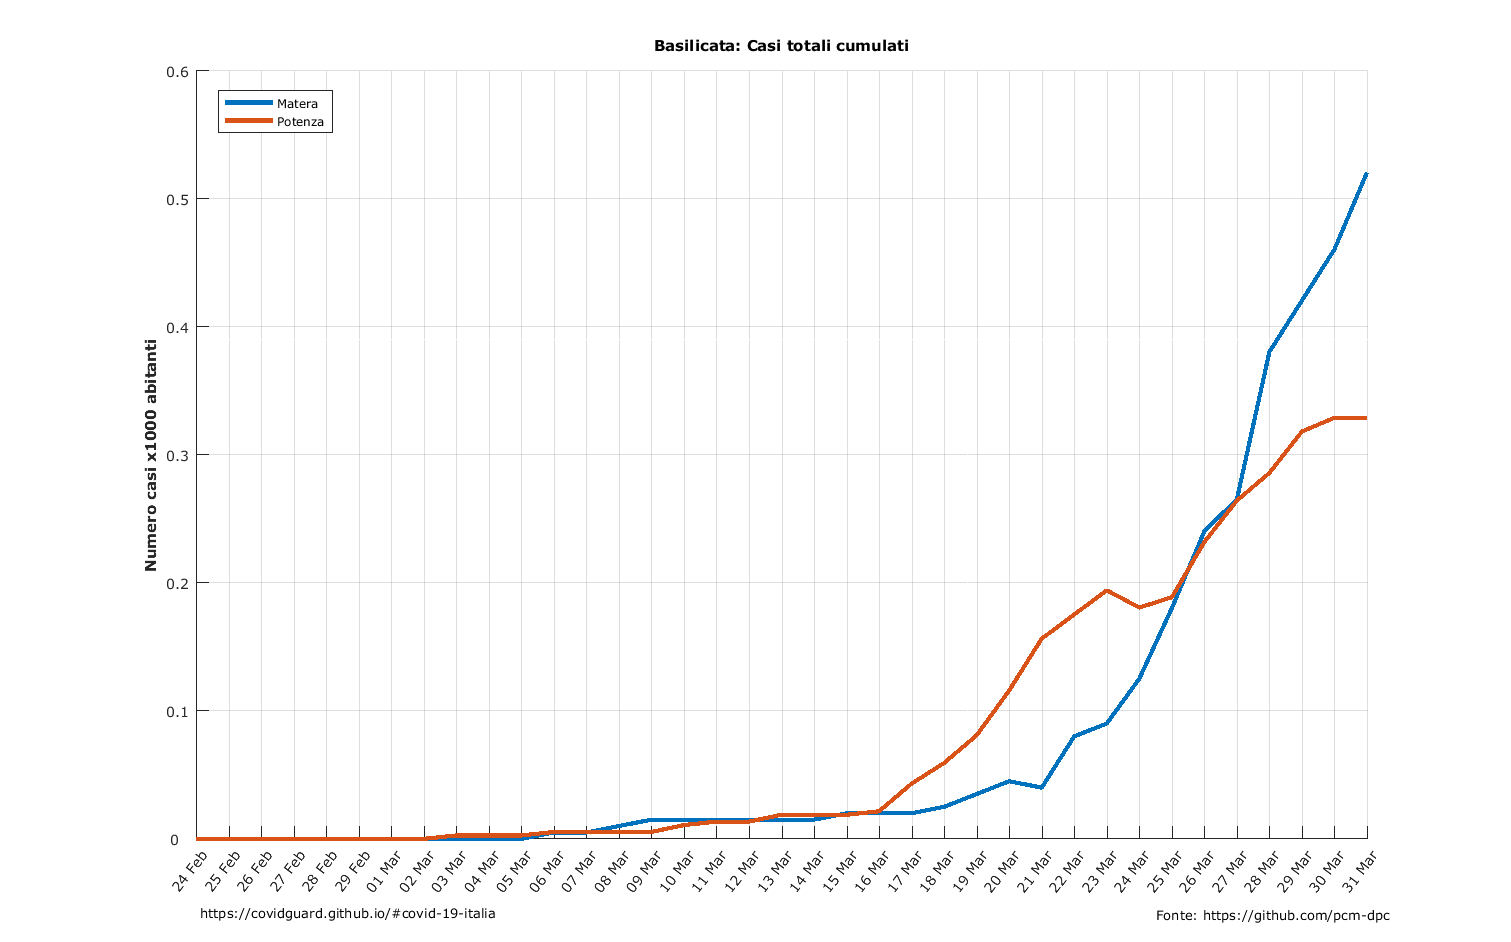 Basilicata: Casi totali cumulati
Matera
Potenza
Numero casi x1000 abitanti
0.6
0.5
0.4
0.3
0.2
0.1
0
24 Feb
25 Feb
26 Feb
27 Feb
28 Feb
29 Feb
01 Mar
02 Mar
03 Mar
04 Mar
05 Mar
06 Mar
07 Mar
08 Mar
09 Mar
10 Mar
11 Mar
12 Mar
13 Mar
14 Mar
15 Mar
16 Mar
17 Mar
18 Mar
19 Mar
20 Mar
21 Mar
22 Mar
23 Mar
24 Mar
25 Mar
26 Mar
27 Mar
28 Mar
29 Mar
30 Mar
31 Mar
https://covidguard.github.io/#covid-19-italia
Fonte: https://github.com/pcm-dpc